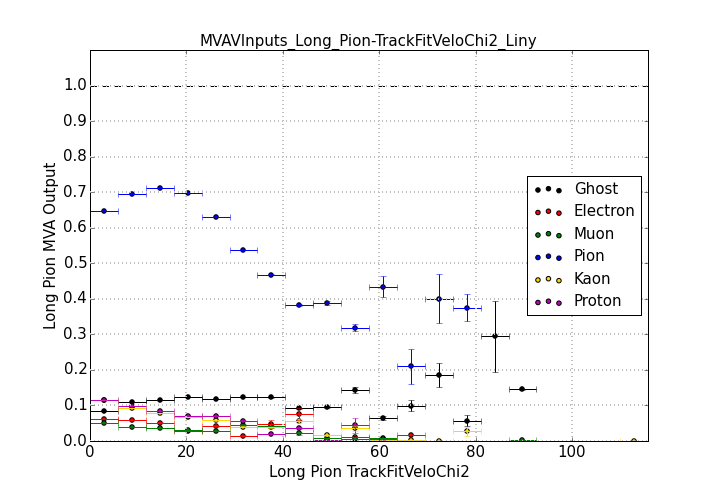 MVAVInputs_Long_Pion-TrackFitVeloChi2_Liny
Long Pion MVA Output
1.0
0.9
0.8
0.7
0.6
0.5
0.4
0.3
0.2
0.1
0.0
Ghost
Electron
Muon
Pion
Kaon
Proton
0 20 40 60 80 100
Long Pion TrackFitVeloChi2